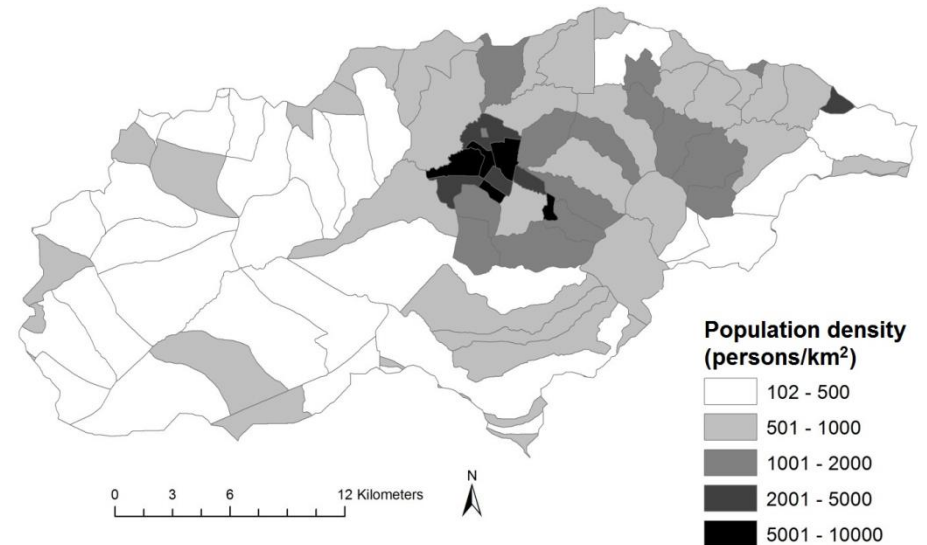 Population density
(persons/km²)
102 - 500
501 - 1000
1001 - 2000
2001 - 5000
5001 - 10000
N
0 3 6 12 Kilometers